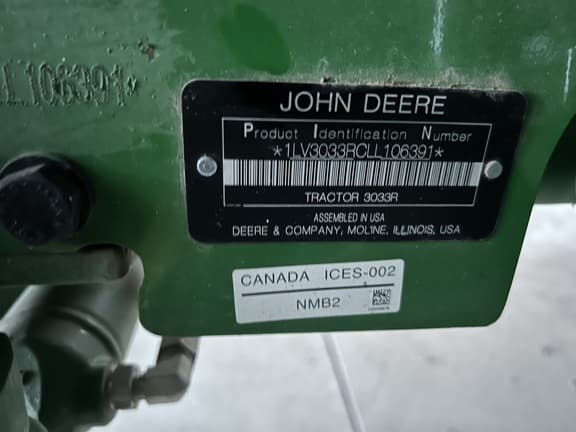 L106391*
JOHN DEERE
Product Identification Number
*1LV3033RCLL106391*
TRACTOR 3033R
ASSEMBLED IN USA
DEERE & COMPANY, MOLINE, ILLINOIS, USA
CANADA ICES-002
NMB2